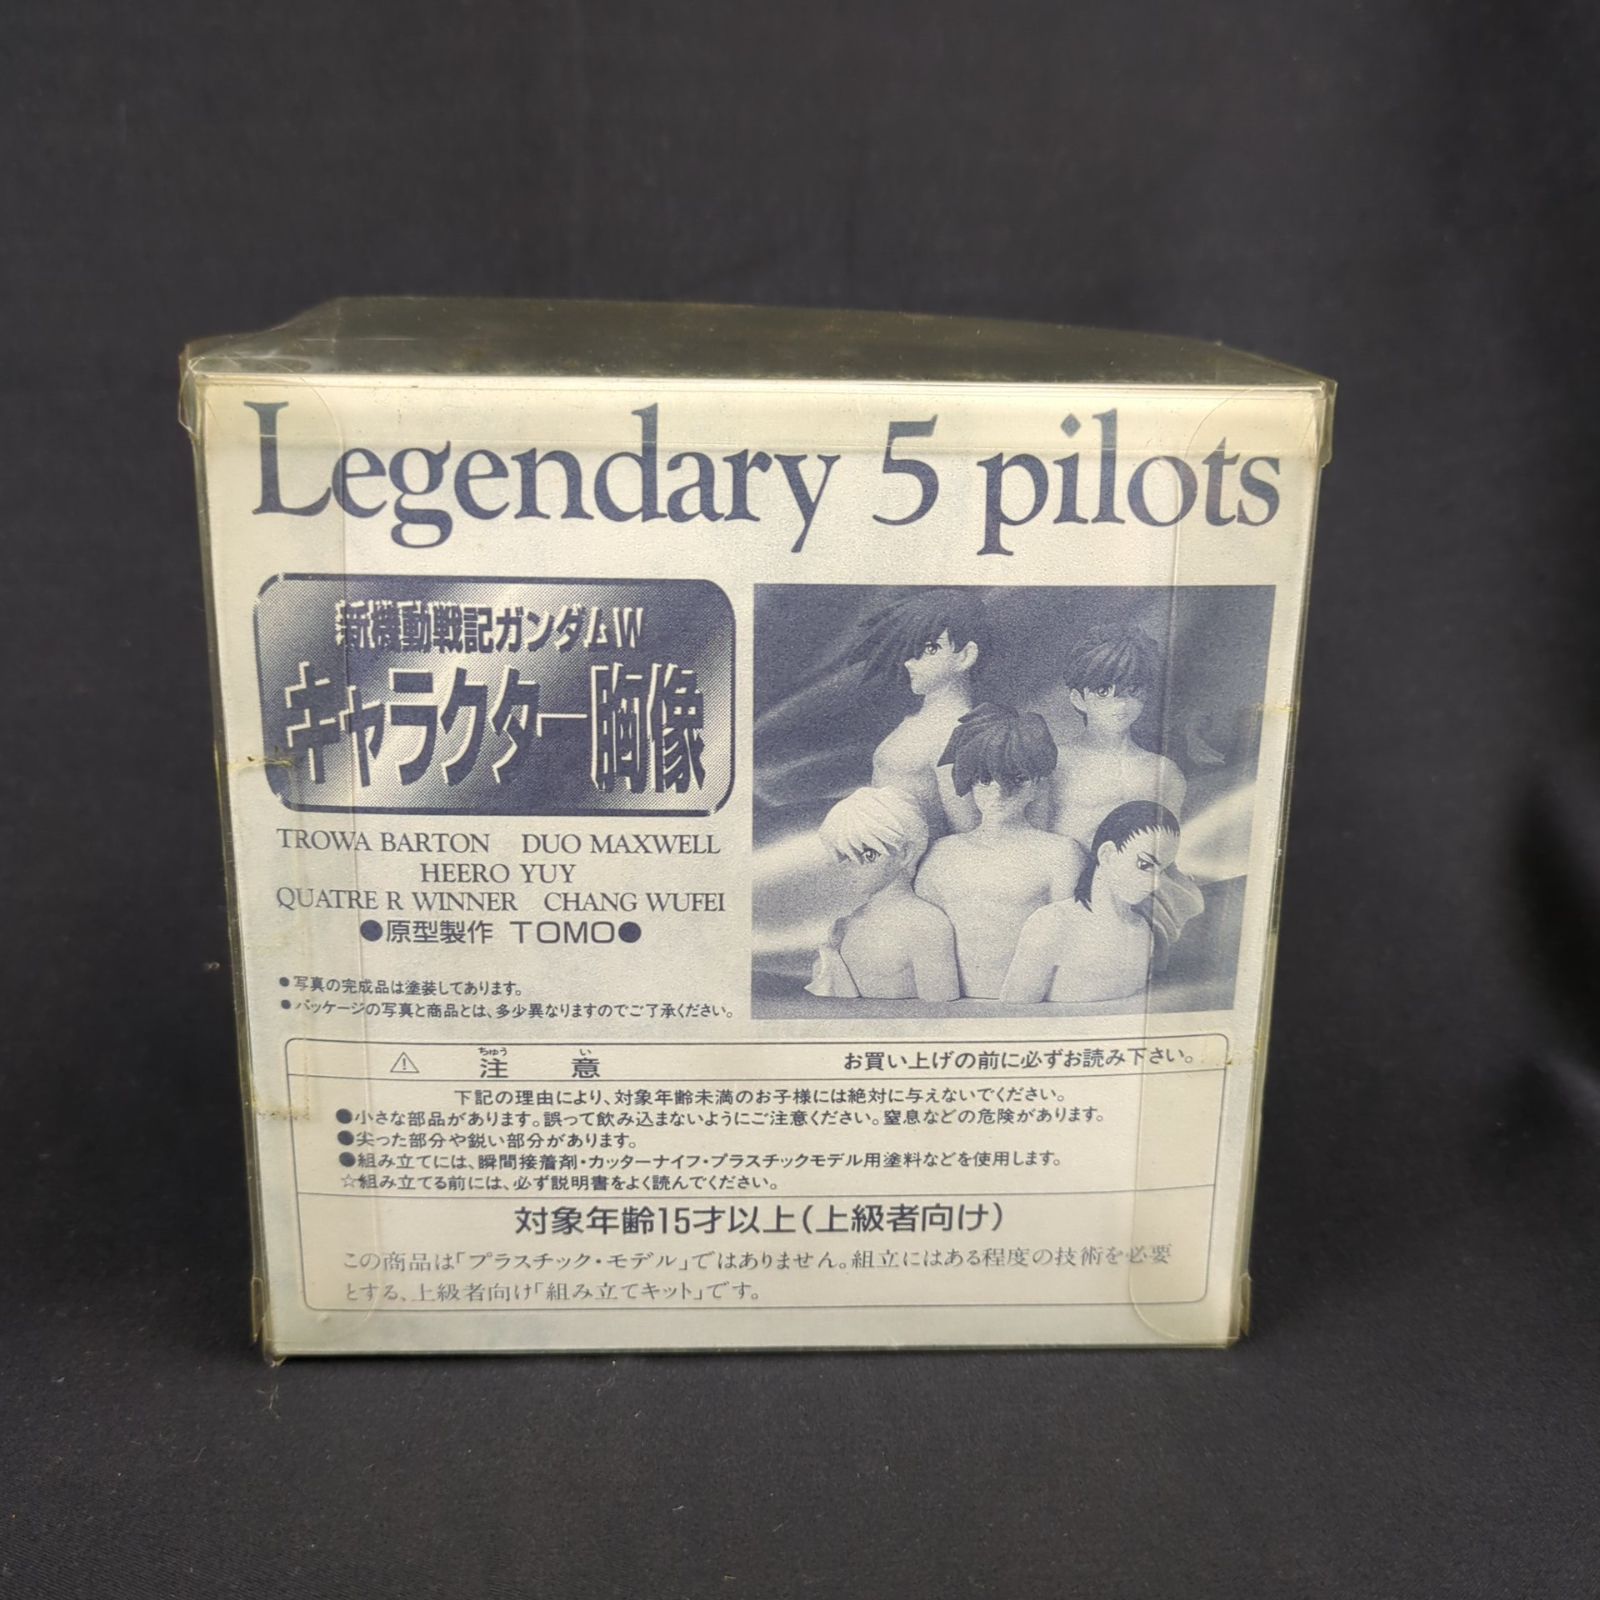 Legendary 5 pilots
新機動戦記ガンダムW
キャラクター胸像
TROWA BARTON DUO MAXWELL
HEERO YUY
QUATRE R WINNER CHANG WUFEI
●原型製作 TOMO●
●写真の完成品は塗装してあります。
●パッケージの写真と商品とは、多少異なりますのでご了承ください。
⚠ 注意 お買い上げの前に必ずお読み下さい。
ちゅう い
下記の理由により、対象年齢未満のお子様には絶対に与えないでください。
●小さな部品があります。誤って飲み込まないようにご注意ください。窒息などの危険があります。
●尖った部分や鋭い部分があります。
●組み立てには、瞬間接着剤・カッターナイフ・プラスチックモデル用塗料などを使用します。
☆組み立てる前には、必ず説明書をよく読んでください。
対象年齢15才以上(上級者向け)
この商品は「プラスチック・モデル」ではありません。組立にはある程度の技術を必要
とする、上級者向け「組み立てキット」です。